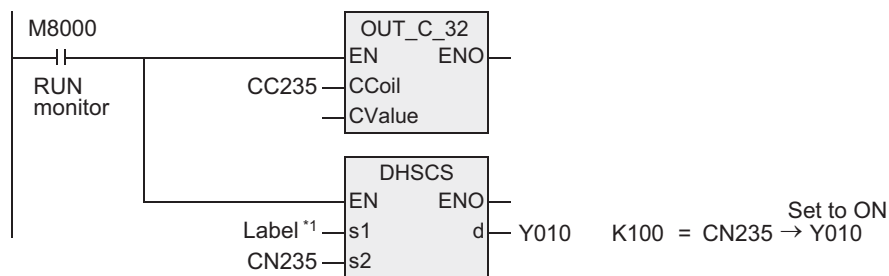 M8000
RUN
monitor
OUT_C_32
EN ENO
CC235 CCoil
CValue
DHSCS
EN ENO
Label *1 s1 d Y010 K100 = CN235 → Y010
Set to ON
CN235 s2